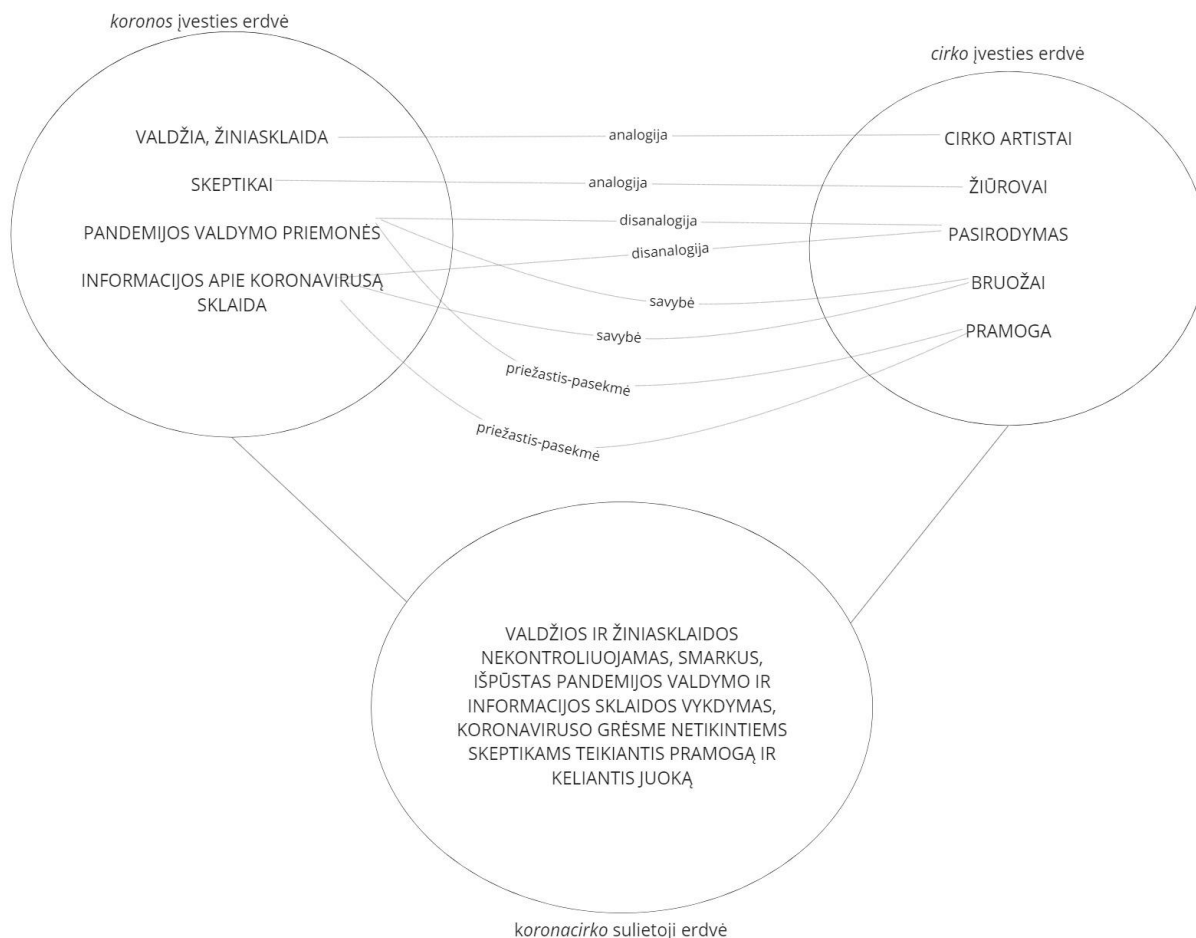 koronos įvesties erdvė
cirko įvesties erdvė
VALDŽIA, ŽINIASKLAIDA
analogija
CIRKO ARTISTAI
SKEPTIKAI
analogija
ŽIŪROVAI
PANDEMIJOS VALDYMO PRIEMONĖS
disanalogija
PASIRODYMAS
disanalogija
INFORMACIJOS APIE KORONAVIRUSĄ
SKLAIDA
savybė
BRUOŽAI
savybė
PRAMOGA
priežastis-pasekmė
priežastis-pasekmė
VALDŽIOS IR ŽINIASKLAIDOS
NEKONTROLIUOJAMAS, SMARKUS,
IŠPŪSTAS PANDEMIJOS VALDYMO IR
INFORMACIJOS SKLAIDOS VYKDYMAS,
KORONAVIRUSO GRĖSME NETIKINTIEMS
SKEPTIKAMS TEIKIANTIS PRAMOGĄ IR
KELIANTIS JUOKĄ
koronacirko sulietoji erdvė